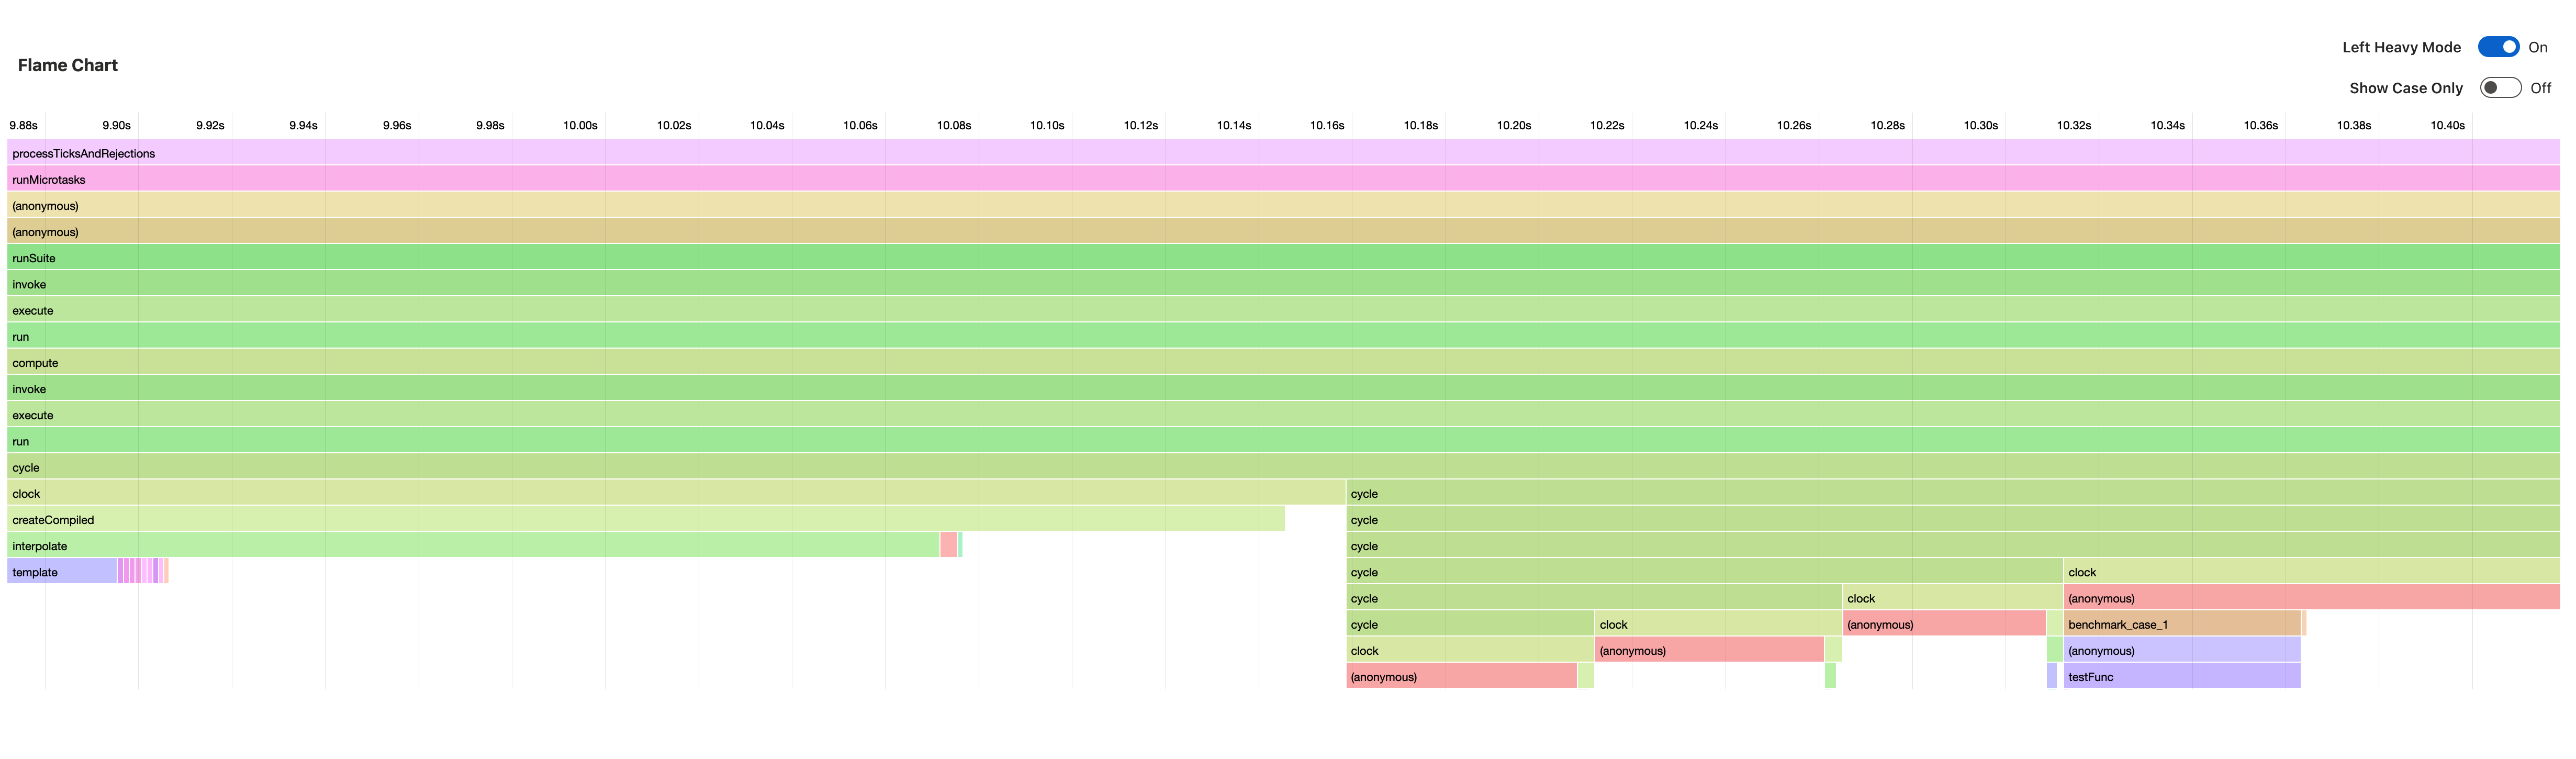 Left Heavy Mode On
Flame Chart
Show Case Only Off
9.88s 9.90s 9.92s 9.94s 9.96s 9.98s 10.00s 10.02s 10.04s 10.06s 10.08s 10.10s 10.12s 10.14s 10.16s 10.18s 10.20s 10.22s 10.24s 10.26s 10.28s 10.30s 10.32s 10.34s 10.36s 10.38s 10.40s
processTicksAndRejections
runMicrotasks
(anonymous)
(anonymous)
runSuite
invoke
execute
run
compute
invoke
execute
run
cycle
clock cycle
createCompiled cycle
interpolate cycle
template cycle clock
cycle clock (anonymous)
cycle clock (anonymous) benchmark_case_1
clock (anonymous) (anonymous)
(anonymous) testFunc